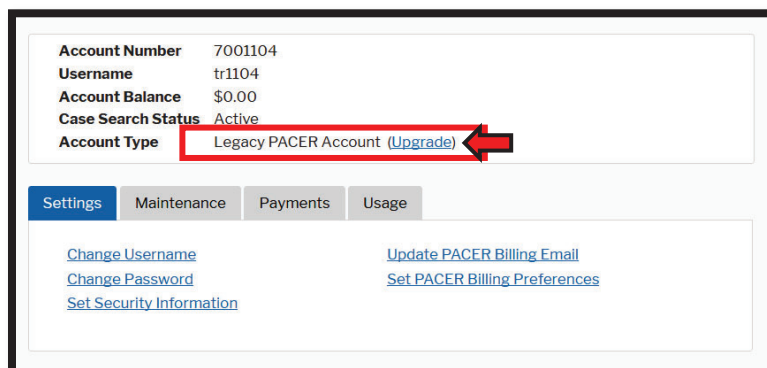 Account Number 7001104
Username tr1104
Account Balance $0.00
Case Search Status Active
Account Type Legacy PACER Account (Upgrade)
Settings Maintenance Payments Usage
Change Username Update PACER Billing Email
Change Password Set PACER Billing Preferences
Set Security Information